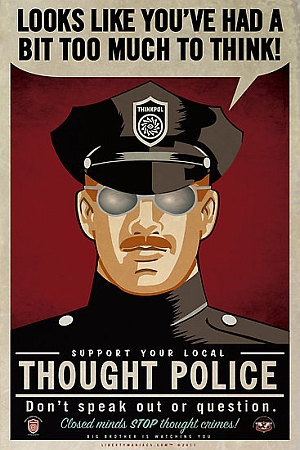 LOOKS LIKE YOU'VE HAD A
BIT TOO MUCH TO THINK!
THINKPOL
SUPPORT YOUR LOCAL
THOUGHT POLICE
Don't speak out or question.
Closed minds STOP thought crimes!
BIG BROTHER IS WATCHING YOU